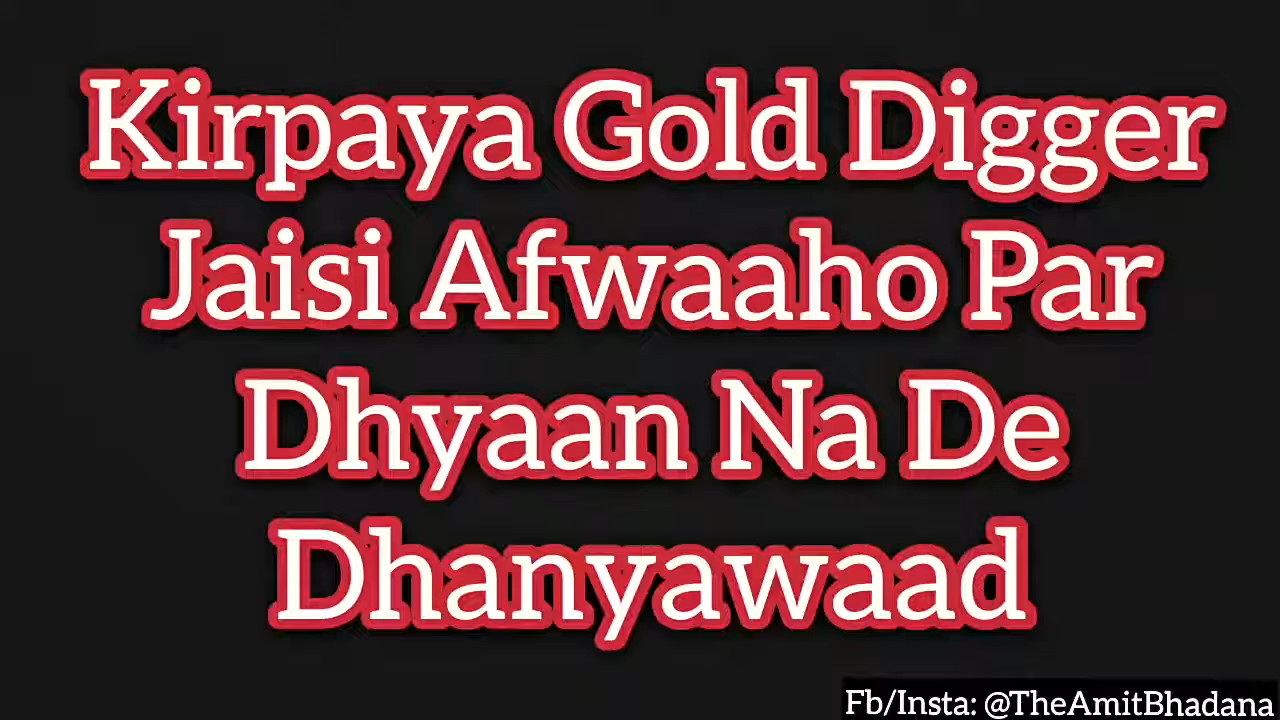 Kirpaya Gold Digger
Jaisi Afwaaho Par
Dhyaan Na De
Dhanyawaad
Fb/Insta: @TheAmitBhadana